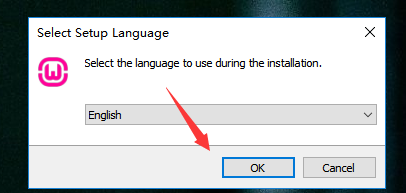 Select Setup Language
Select the language to use during the installation.
English
OK
Cancel